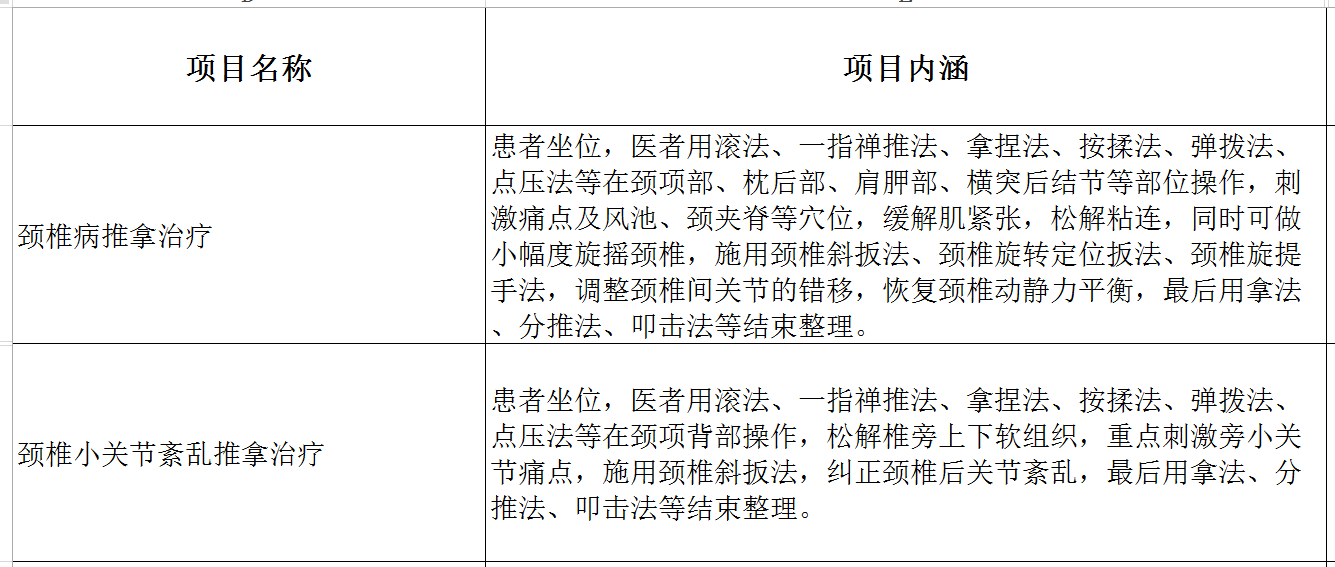 项目名称
项目内涵
颈椎病推拿治疗
患者坐位，医者用滚法、一指禅推法、拿捏法、按揉法、弹拨法、
点压法等在颈项部、枕后部、肩胛部、横突后结节等部位操作，刺
激痛点及风池、颈夹脊等穴位，缓解肌紧张，松解粘连，同时可做
小幅度旋摇颈椎，施用颈椎斜扳法、颈椎旋转定位扳法、颈椎旋提
手法，调整颈椎间关节的错移，恢复颈椎动静力平衡，最后用拿法
、分推法、叩击法等结束整理。
颈椎小关节紊乱推拿治疗
患者坐位，医者用滚法、一指禅推法、拿捏法、按揉法、弹拨法、
点压法等在颈项背部操作，松解椎旁上下软组织，重点刺激旁小关
节痛点，施用颈椎斜扳法，纠正颈椎后关节紊乱，最后用拿法、分
推法、叩击法等结束整理。